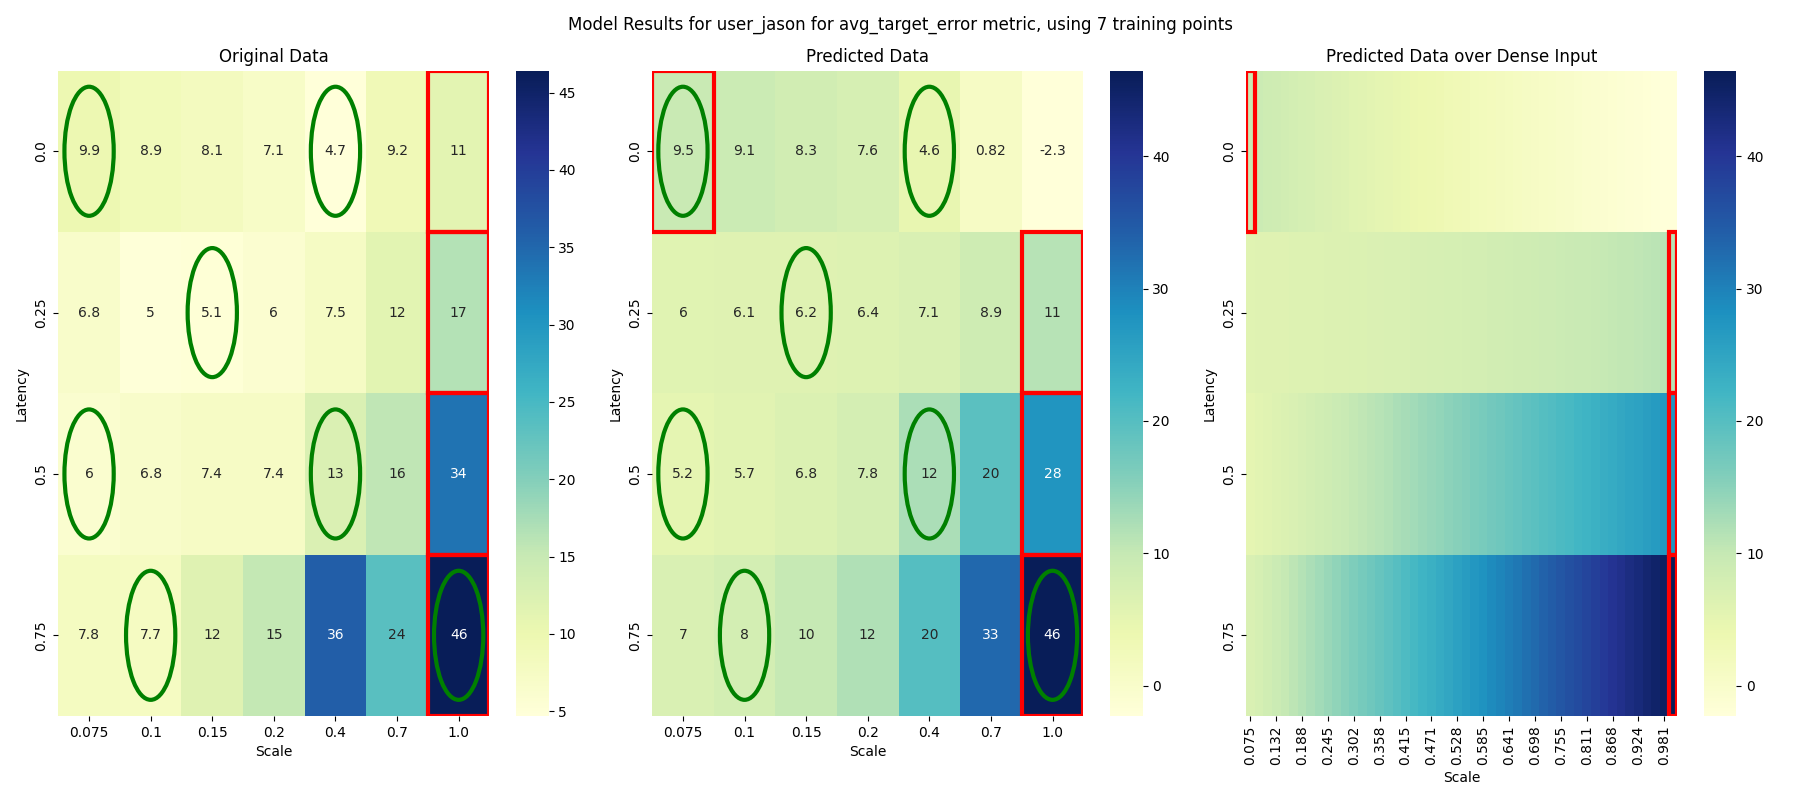 Model Results for user_jason for avg_target_error metric, using 7 training points
Original Data
Latency
0.0
9.9 8.9 8.1 7.1 4.7 9.2 11
0.25
6.8 5 5.1 6 7.5 12 17
0.5
6 6.8 7.4 7.4 13 16 34
0.75
7.8 7.7 12 15 36 24 46
0.075 0.1 0.15 0.2 0.4 0.7 1.0
Scale
45
40
35
30
25
20
15
10
5
Predicted Data
Latency
0.0
9.5 9.1 8.3 7.6 4.6 0.82 -2.3
0.25
6 6.1 6.2 6.4 7.1 8.9 11
0.5
5.2 5.7 6.8 7.8 12 20 28
0.75
7 8 10 12 20 33 46
0.075 0.1 0.15 0.2 0.4 0.7 1.0
Scale
40
30
20
10
0
Predicted Data over Dense Input
Latency
0.0
0.25
0.5
0.75
0.075 0.132 0.188 0.245 0.302 0.358 0.415 0.471 0.528 0.585 0.641 0.698 0.755 0.811 0.868 0.924 0.981
Scale
40
30
20
10
0